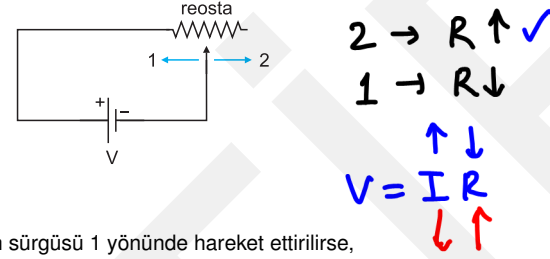 reosta
1 2
+ –
V
2 → R ↑ ✓
1 → R ↓
↑ ↓
V = I R
↓ ↑
sürgüsü 1 yönünde hareket ettirilirse,